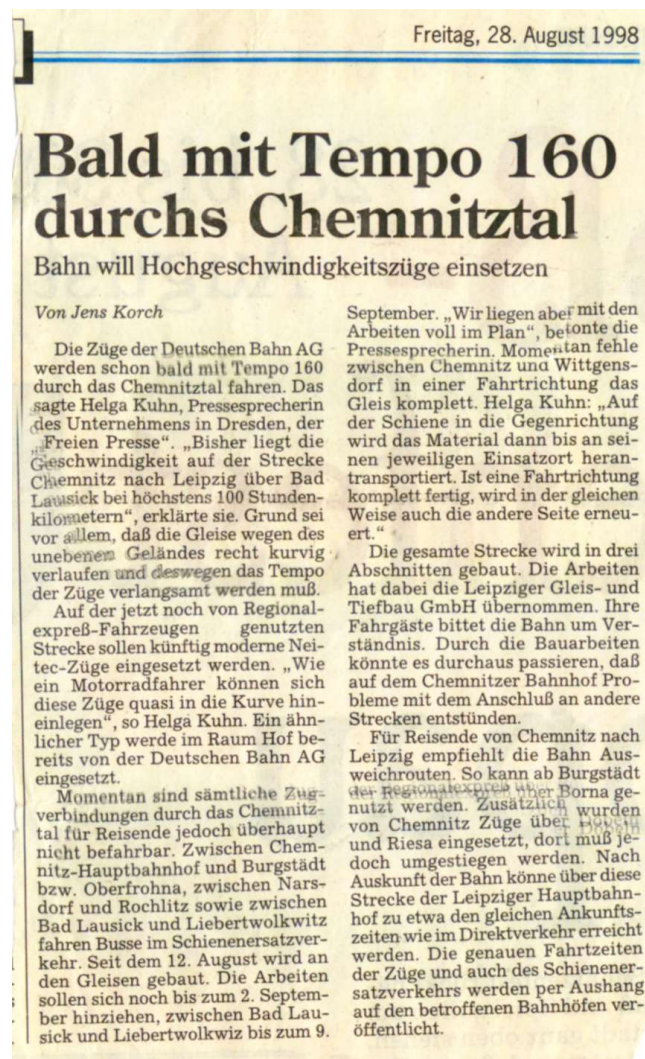 Freitag, 28. August 1998
Bald mit Tempo 160
durchs Chemnitztal
Bahn will Hochgeschwindigkeitszüge einsetzen
Von Jens Korch
Die Züge der Deutschen Bahn AG
werden schon bald mit Tempo 160
durch das Chemnitztal fahren. Das
sagte Helga Kuhn, Pressesprecherin
des Unternehmens in Dresden, der
„Freien Presse“. „Bisher liegt die
Geschwindigkeit auf der Strecke
Chemnitz nach Leipzig über Bad
Lausick bei höchstens 100 Stunden-
kilometern“, erklärte sie. Grund sei
vor allem, daß die Gleise wegen des
unebenen Geländes recht kurvig
verlaufen und deswegen das Tempo
der Züge verlangsamt werden muß.
Auf der jetzt noch von Regional-
expreß-Fahrzeugen genutzten
Strecke sollen künftig moderne Nei-
tec-Züge eingesetzt werden. „Wie
ein Motorradfahrer können sich
diese Züge quasi in die Kurve hin-
einlegen“, so Helga Kuhn. Ein ähn-
licher Typ werde im Raum Hof be-
reits von der Deutschen Bahn AG
eingesetzt.
Momentan sind sämtliche Zug-
verbindungen durch das Chemnitz-
tal für Reisende jedoch überhaupt
nicht befahrbar. Zwischen Chem-
nitz-Hauptbahnhof und Burgstädt
bzw. Oberfrohna, zwischen Nars-
dorf und Rochlitz sowie zwischen
Bad Lausick und Liebertwolkwitz
fahren Busse im Schienenersatzver-
kehr. Seit dem 12. August wird an
den Gleisen gebaut. Die Arbeiten
sollen sich noch bis zum 2. Septem-
ber hinziehen, zwischen Bad Lau-
sick und Liebertwolkwiz bis zum 9.
September. „Wir liegen aber mit den
Arbeiten voll im Plan“, betonte die
Pressesprecherin. Momentan fehle
zwischen Chemnitz und Wittgens-
dorf in einer Fahrtrichtung das
Gleis komplett. Helga Kuhn: „Auf
der Schiene in die Gegenrichtung
wird das Material dann bis an sei-
nen jeweiligen Einsatzort heran-
transportiert. Ist eine Fahrtrichtung
komplett fertig, wird in der gleichen
Weise auch die andere Seite erneu-
ert.“
Die gesamte Strecke wird in drei
Abschnitten gebaut. Die Arbeiten
hat dabei die Leipziger Gleis- und
Tiefbau GmbH übernommen. Ihre
Fahrgäste bittet die Bahn um Ver-
ständnis. Durch die Bauarbeiten
könnte es durchaus passieren, daß
auf dem Chemnitzer Bahnhof Pro-
bleme mit dem Anschluß an andere
Strecken entstünden.
Für Reisende von Chemnitz nach
Leipzig empfiehlt die Bahn Aus-
weichrouten. So kann ab Burgstädt
der Regionalexpreß über Borna ge-
nutzt werden. Zusätzlich wurden
von Chemnitz Züge über Döbeln
und Riesa eingesetzt, dort muß je-
doch umgestiegen werden. Nach
Auskunft der Bahn könne über diese
Strecke der Leipziger Hauptbahn-
hof zu etwa den gleichen Ankunfts-
zeiten wie im Direktverkehr erreicht
werden. Die genauen Fahrtzeiten
der Züge und auch des Schienener-
satzverkehrs werden per Aushang
auf den betroffenen Bahnhöfen ver-
öffentlicht.